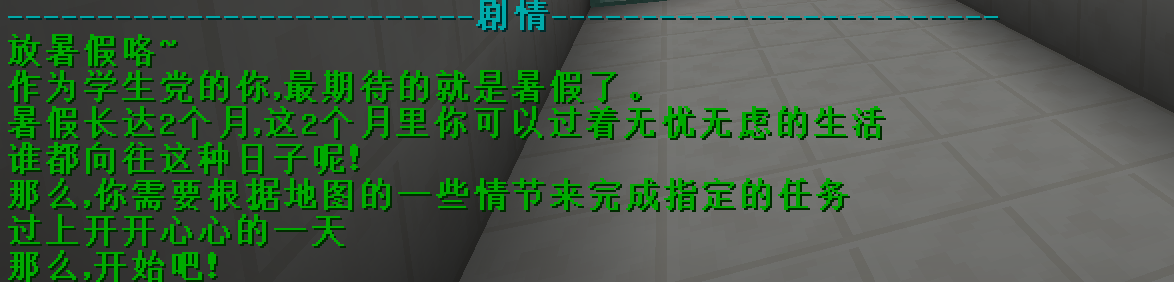 -------------------------剧情------------------------
放暑假咯~
作为学生党的你,最期待的就是暑假了。
暑假长达2个月,这2个月里你可以过着无忧无虑的生活
谁都向往这种日子呢!
那么,你需要根据地图的一些情节来完成指定的任务
过上开开心心的一天
那么,开始吧!